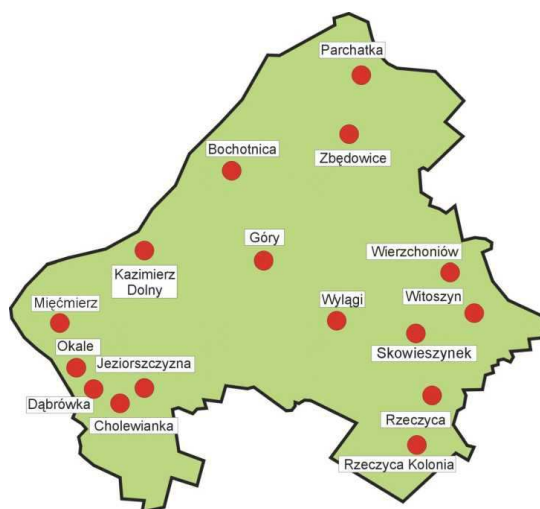 Parchatka
Bochotnica
Zbędowice
Góry
Wierzchoniów
Kazimierz
Dolny
Mięćmierz
Wylągi
Witoszyn
Okale
Skowieszynek
Jeziorszczyzna
Dąbrówka
Cholewianka
Rzeczyca
Rzeczyca Kolonia